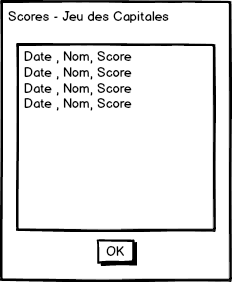 Scores - Jeu des Capitales
Date , Nom, Score
Date , Nom, Score
Date , Nom, Score
Date , Nom, Score
OK